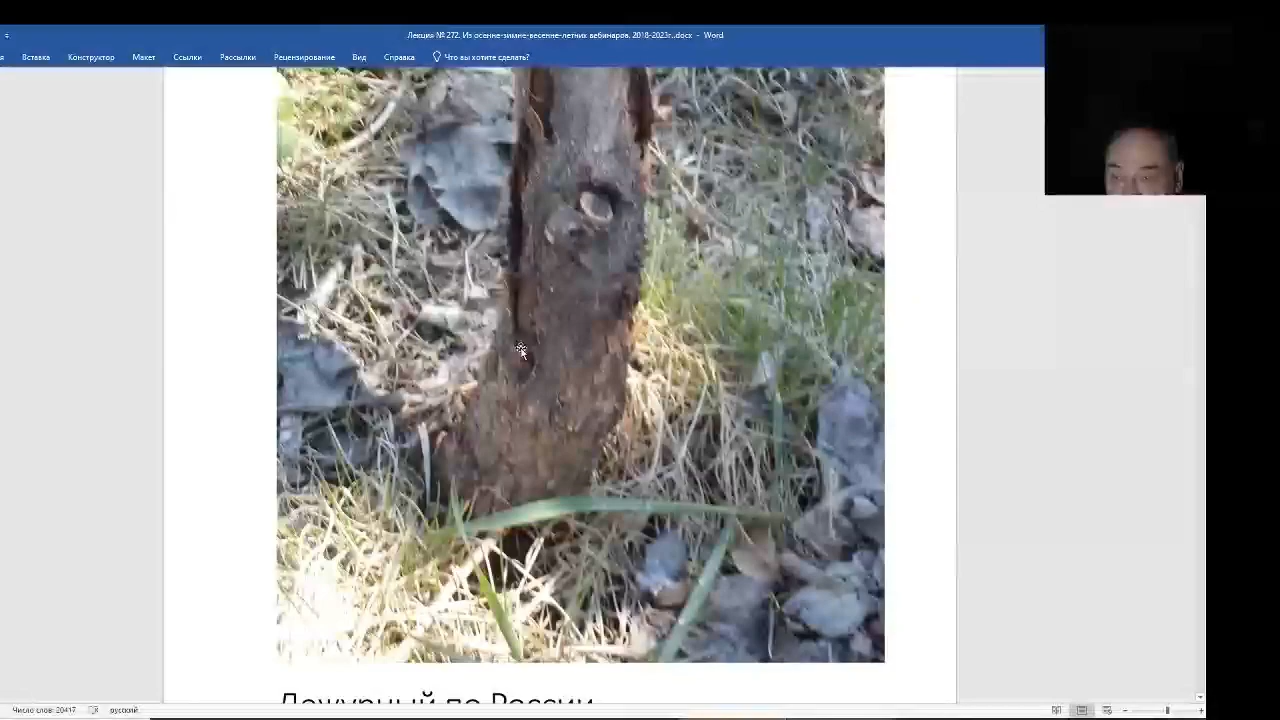 Лекция № 272. Из осенне-зимне-весенне-летних вебинаров. 2018-2023г..docx - Word
Вставка Конструктор Макет Ссылки Рассылки Рецензирование Вид Справка Что вы хотите сделать?
Дежурный по России
Число слов: 20417 русский